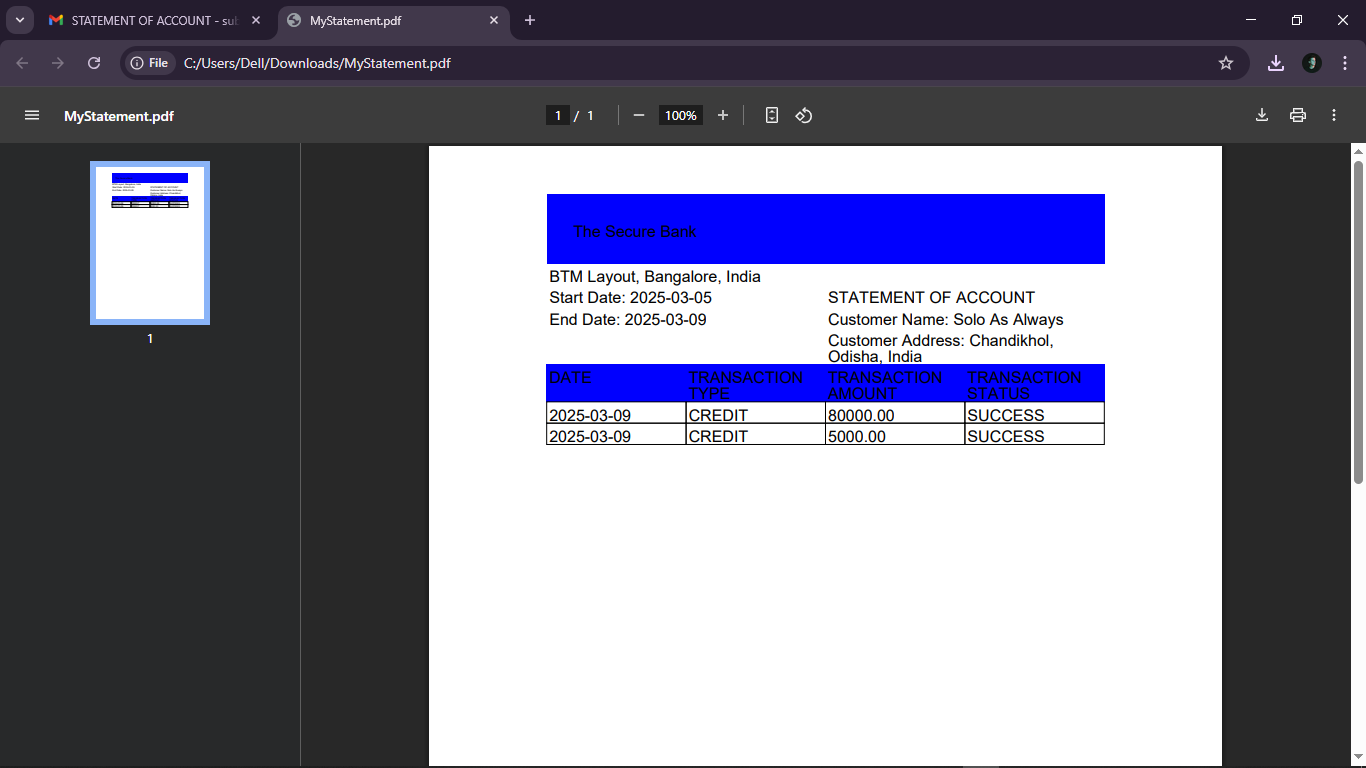 STATEMENT OF ACCOUNT - sub
MyStatement.pdf
File C:/Users/Dell/Downloads/MyStatement.pdf
MyStatement.pdf 1 / 1 100%
The Secure Bank
BTM Layout, Bangalore, India
Start Date: 2025-03-05 STATEMENT OF ACCOUNT
End Date: 2025-03-09 Customer Name: Solo As Always
Customer Address: Chandikhol,
Odisha, India
DATE TRANSACTION TRANSACTION TRANSACTION
TYPE AMOUNT STATUS
2025-03-09 CREDIT 80000.00 SUCCESS
2025-03-09 CREDIT 5000.00 SUCCESS
1